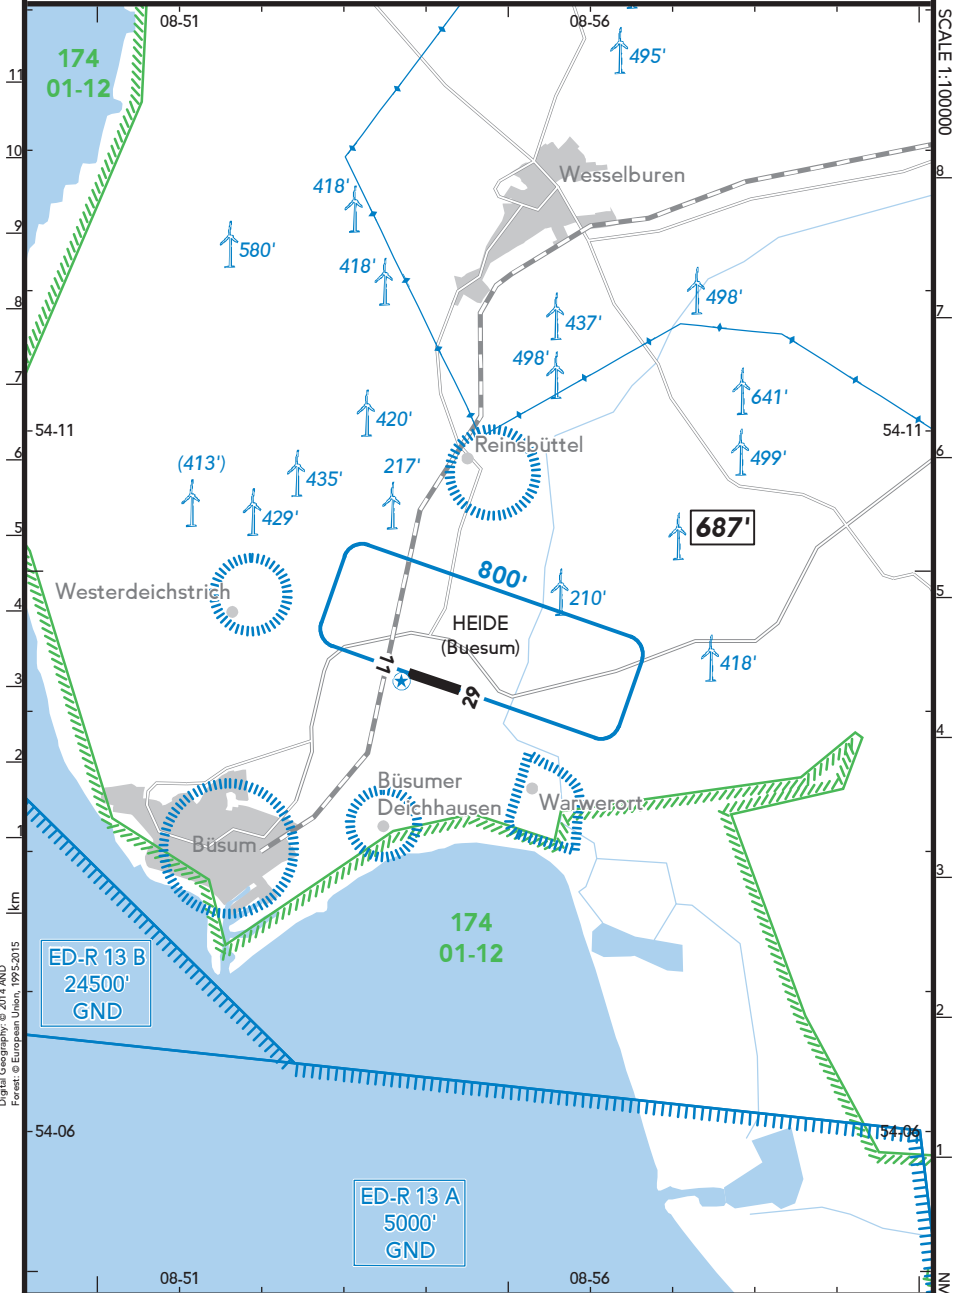 08-51
08-56
SCALE 1:100000
174
01-12
495'
11
10
9
8
7
6
5
4
3
2
1
km
8
7
6
5
4
3
2
1
NM
Wesselburen
418'
580'
418'
498'
437'
498'
641'
420'
54-11
54-11
Reinsbüttel
499'
(413')
435'
217'
429'
687'
800'
Westerdeichstrich
210'
HEIDE
(Buesum)
418'
11
29
Büsumer
Deichhausen
Warwerort
Büsum
174
01-12
ED-R 13 B
24500'
GND
Digital Geography: © 2014 AND
Forest: © European Union, 1995-2015
54-06
54-06
ED-R 13 A
5000'
GND
08-51
08-56